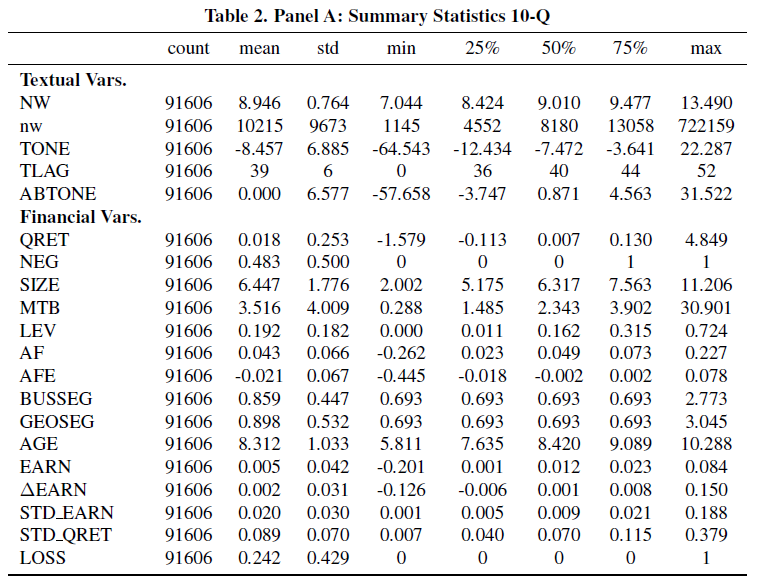 Table 2. Panel A: Summary Statistics 10-Q
count mean std min 25% 50% 75% max
Textual Vars.
NW 91606 8.946 0.764 7.044 8.424 9.010 9.477 13.490
nw 91606 10215 9673 1145 4552 8180 13058 722159
TONE 91606 -8.457 6.885 -64.543 -12.434 -7.472 -3.641 22.287
TLAG 91606 39 6 0 36 40 44 52
ABTONE 91606 0.000 6.577 -57.658 -3.747 0.871 4.563 31.522
Financial Vars.
QRET 91606 0.018 0.253 -1.579 -0.113 0.007 0.130 4.849
NEG 91606 0.483 0.500 0 0 0 1 1
SIZE 91606 6.447 1.776 2.002 5.175 6.317 7.563 11.206
MTB 91606 3.516 4.009 0.288 1.485 2.343 3.902 30.901
LEV 91606 0.192 0.182 0.000 0.011 0.162 0.315 0.724
AF 91606 0.043 0.066 -0.262 0.023 0.049 0.073 0.227
AFE 91606 -0.021 0.067 -0.445 -0.018 -0.002 0.002 0.078
BUSSEG 91606 0.859 0.447 0.693 0.693 0.693 0.693 2.773
GEOSEG 91606 0.898 0.532 0.693 0.693 0.693 0.693 3.045
AGE 91606 8.312 1.033 5.811 7.635 8.420 9.089 10.288
EARN 91606 0.005 0.042 -0.201 0.001 0.012 0.023 0.084
ΔEARN 91606 0.002 0.031 -0.126 -0.006 0.001 0.008 0.150
STD_EARN 91606 0.020 0.030 0.001 0.005 0.009 0.021 0.188
STD_QRET 91606 0.089 0.070 0.007 0.040 0.070 0.115 0.379
LOSS 91606 0.242 0.429 0 0 0 0 1